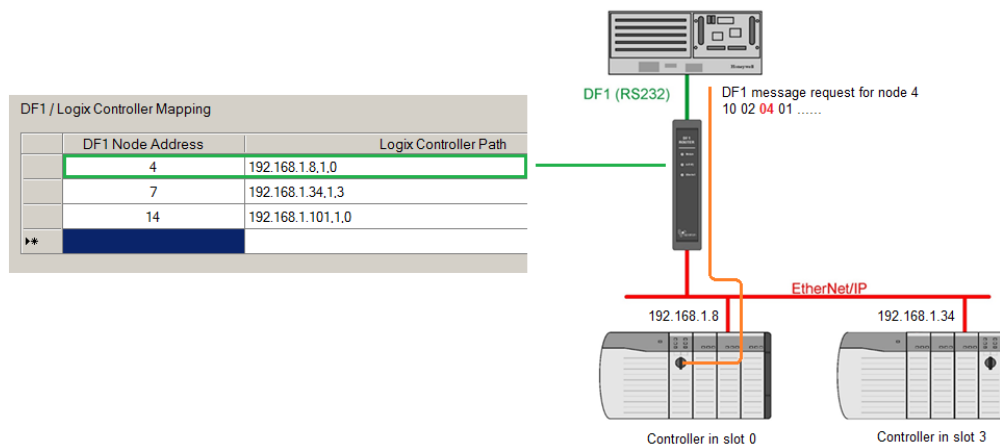 DF1 / Logix Controller Mapping
DF1 Node Address
Logix Controller Path
4
192.168.1.8,1,0
7
192.168.1.34,1,3
14
192.168.1.101,1,0
Honeywell
DF1 (RS232)
DF1 message request for node 4
10 02 04 01 ......
DF1
ROUTER
EtherNet/IP
192.168.1.8
192.168.1.34
Controller in slot 0
Controller in slot 3